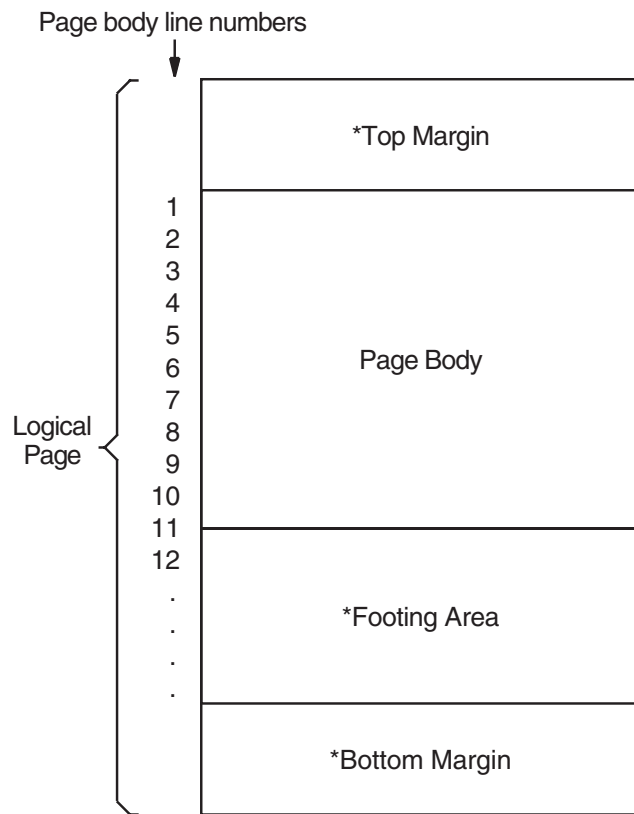 Page body line numbers
*Top Margin
1
2
3
4
5
6
Page Body
7
8
9
10
11
12
Logical
Page
.
.
.
.
*Footing Area
*Bottom Margin